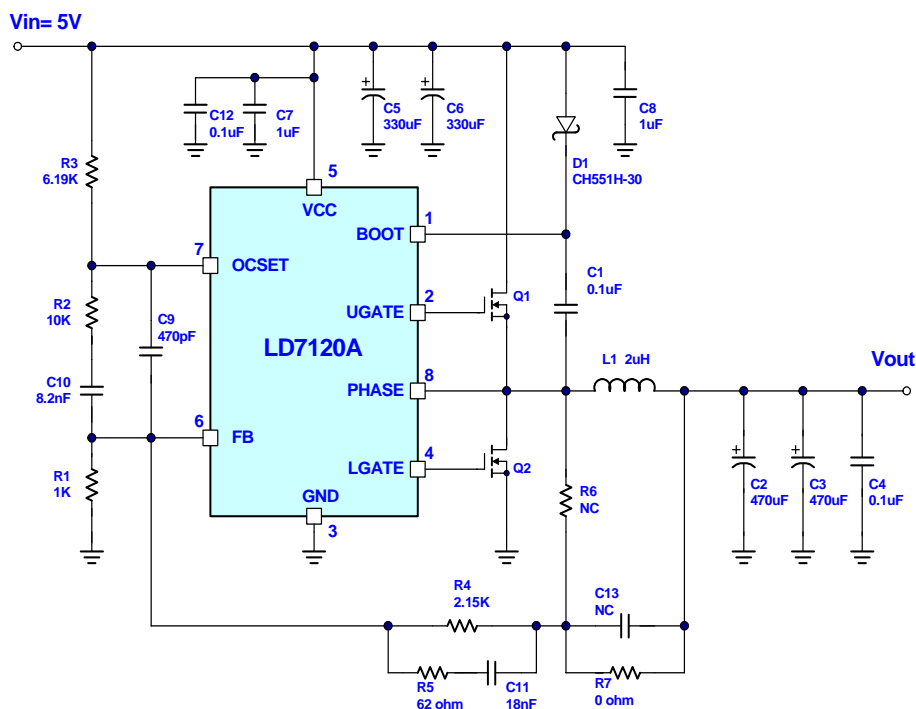 Vin= 5V
C12
0.1uF
C7
1uF
C5
330uF
C6
330uF
C8
1uF
R3
6.19K
D1
CH551H-30
5
VCC
1
BOOT
7
OCSET
C1
0.1uF
R2
10K
C9
470pF
2
UGATE
Q1
LD7120A
L1 2uH
Vout
C10
8.2nF
8
PHASE
6
FB
4
LGATE
Q2
R1
1K
GND
3
R6
NC
C2
470uF
C3
470uF
C4
0.1uF
R4
2.15K
C13
NC
R5
62 ohm
C11
18nF
R7
0 ohm